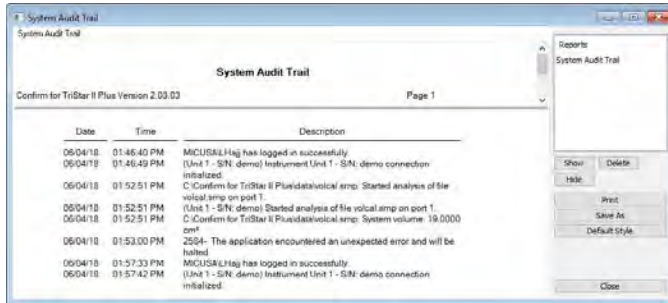 System Audit Trail
System Audit Trail
System Audit Trail
Confirm for TriStar II Plus Version 2.03.03 Page 1
Date Time Description
06/04/18 01:46:40 PM MICUSA\LHajj has logged in successfully.
06/04/18 01:46:49 PM (Unit 1 - S/N: demo) Instrument Unit 1 - S/N: demo connection
initialized.
06/04/18 01:52:51 PM C:\Confirm for TriStar II Plus\data\volcal.smp: Started analysis of file
volcal.smp on port 1.
06/04/18 01:52:51 PM (Unit 1 - S/N: demo) Started analysis of file volcal.smp on port 1.
06/04/18 01:52:51 PM C:\Confirm for TriStar II Plus\data\volcal.smp: System volume: 19.0000
cm³
06/04/18 01:53:00 PM 2584- The application encountered an unexpected error and will be
halted.
06/04/18 01:57:33 PM MICUSA\LHajj has logged in successfully.
06/04/18 01:57:42 PM (Unit 1 - S/N: demo) Instrument Unit 1 - S/N: demo connection
initialized.
Reports
System Audit Trail
Show Delete
Hide
Print
Save As
Default Style
Close